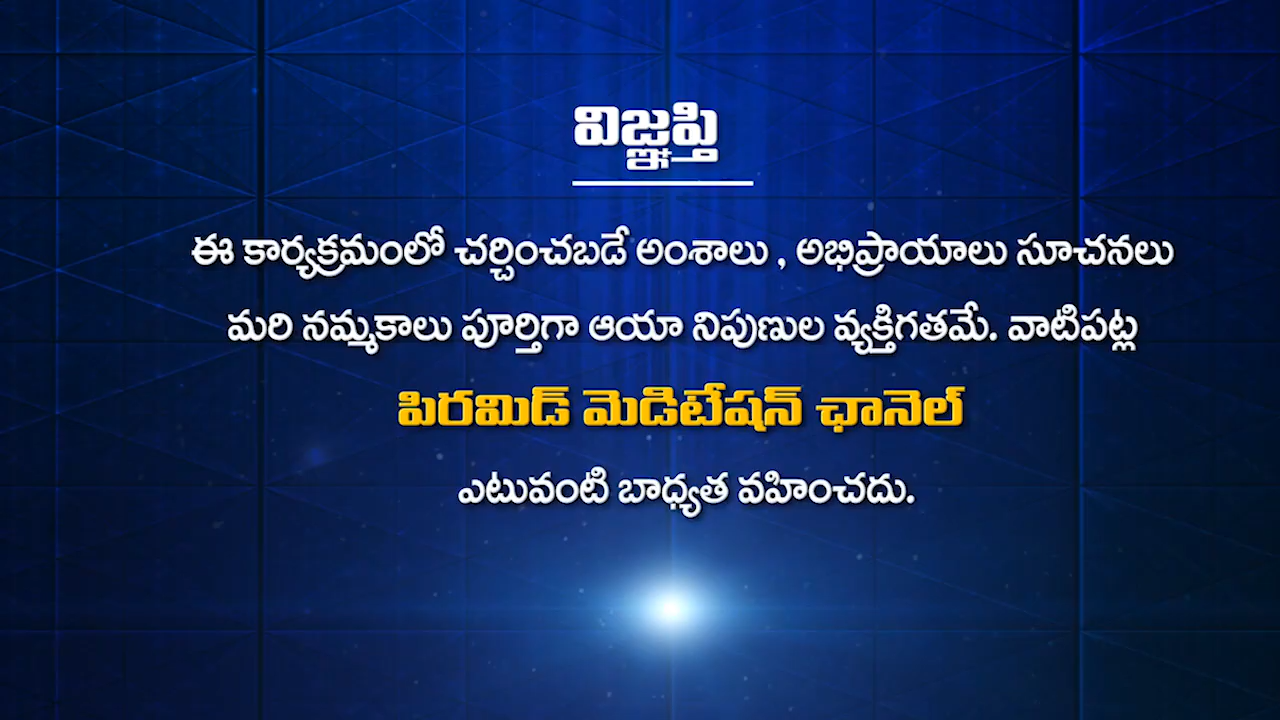 విజ్ఞప్తి
ఈ కార్యక్రమంలో చర్చించబడే అంశాలు , అభిప్రాయాలు సూచనలు
మరి నమ్మకాలు పూర్తిగా ఆయా నిపుణుల వ్యక్తిగతమే. వాటిపట్ల
పిరమిడ్ మెడిటేషన్ ఛానెల్
ఎటువంటి బాధ్యత వహించదు.